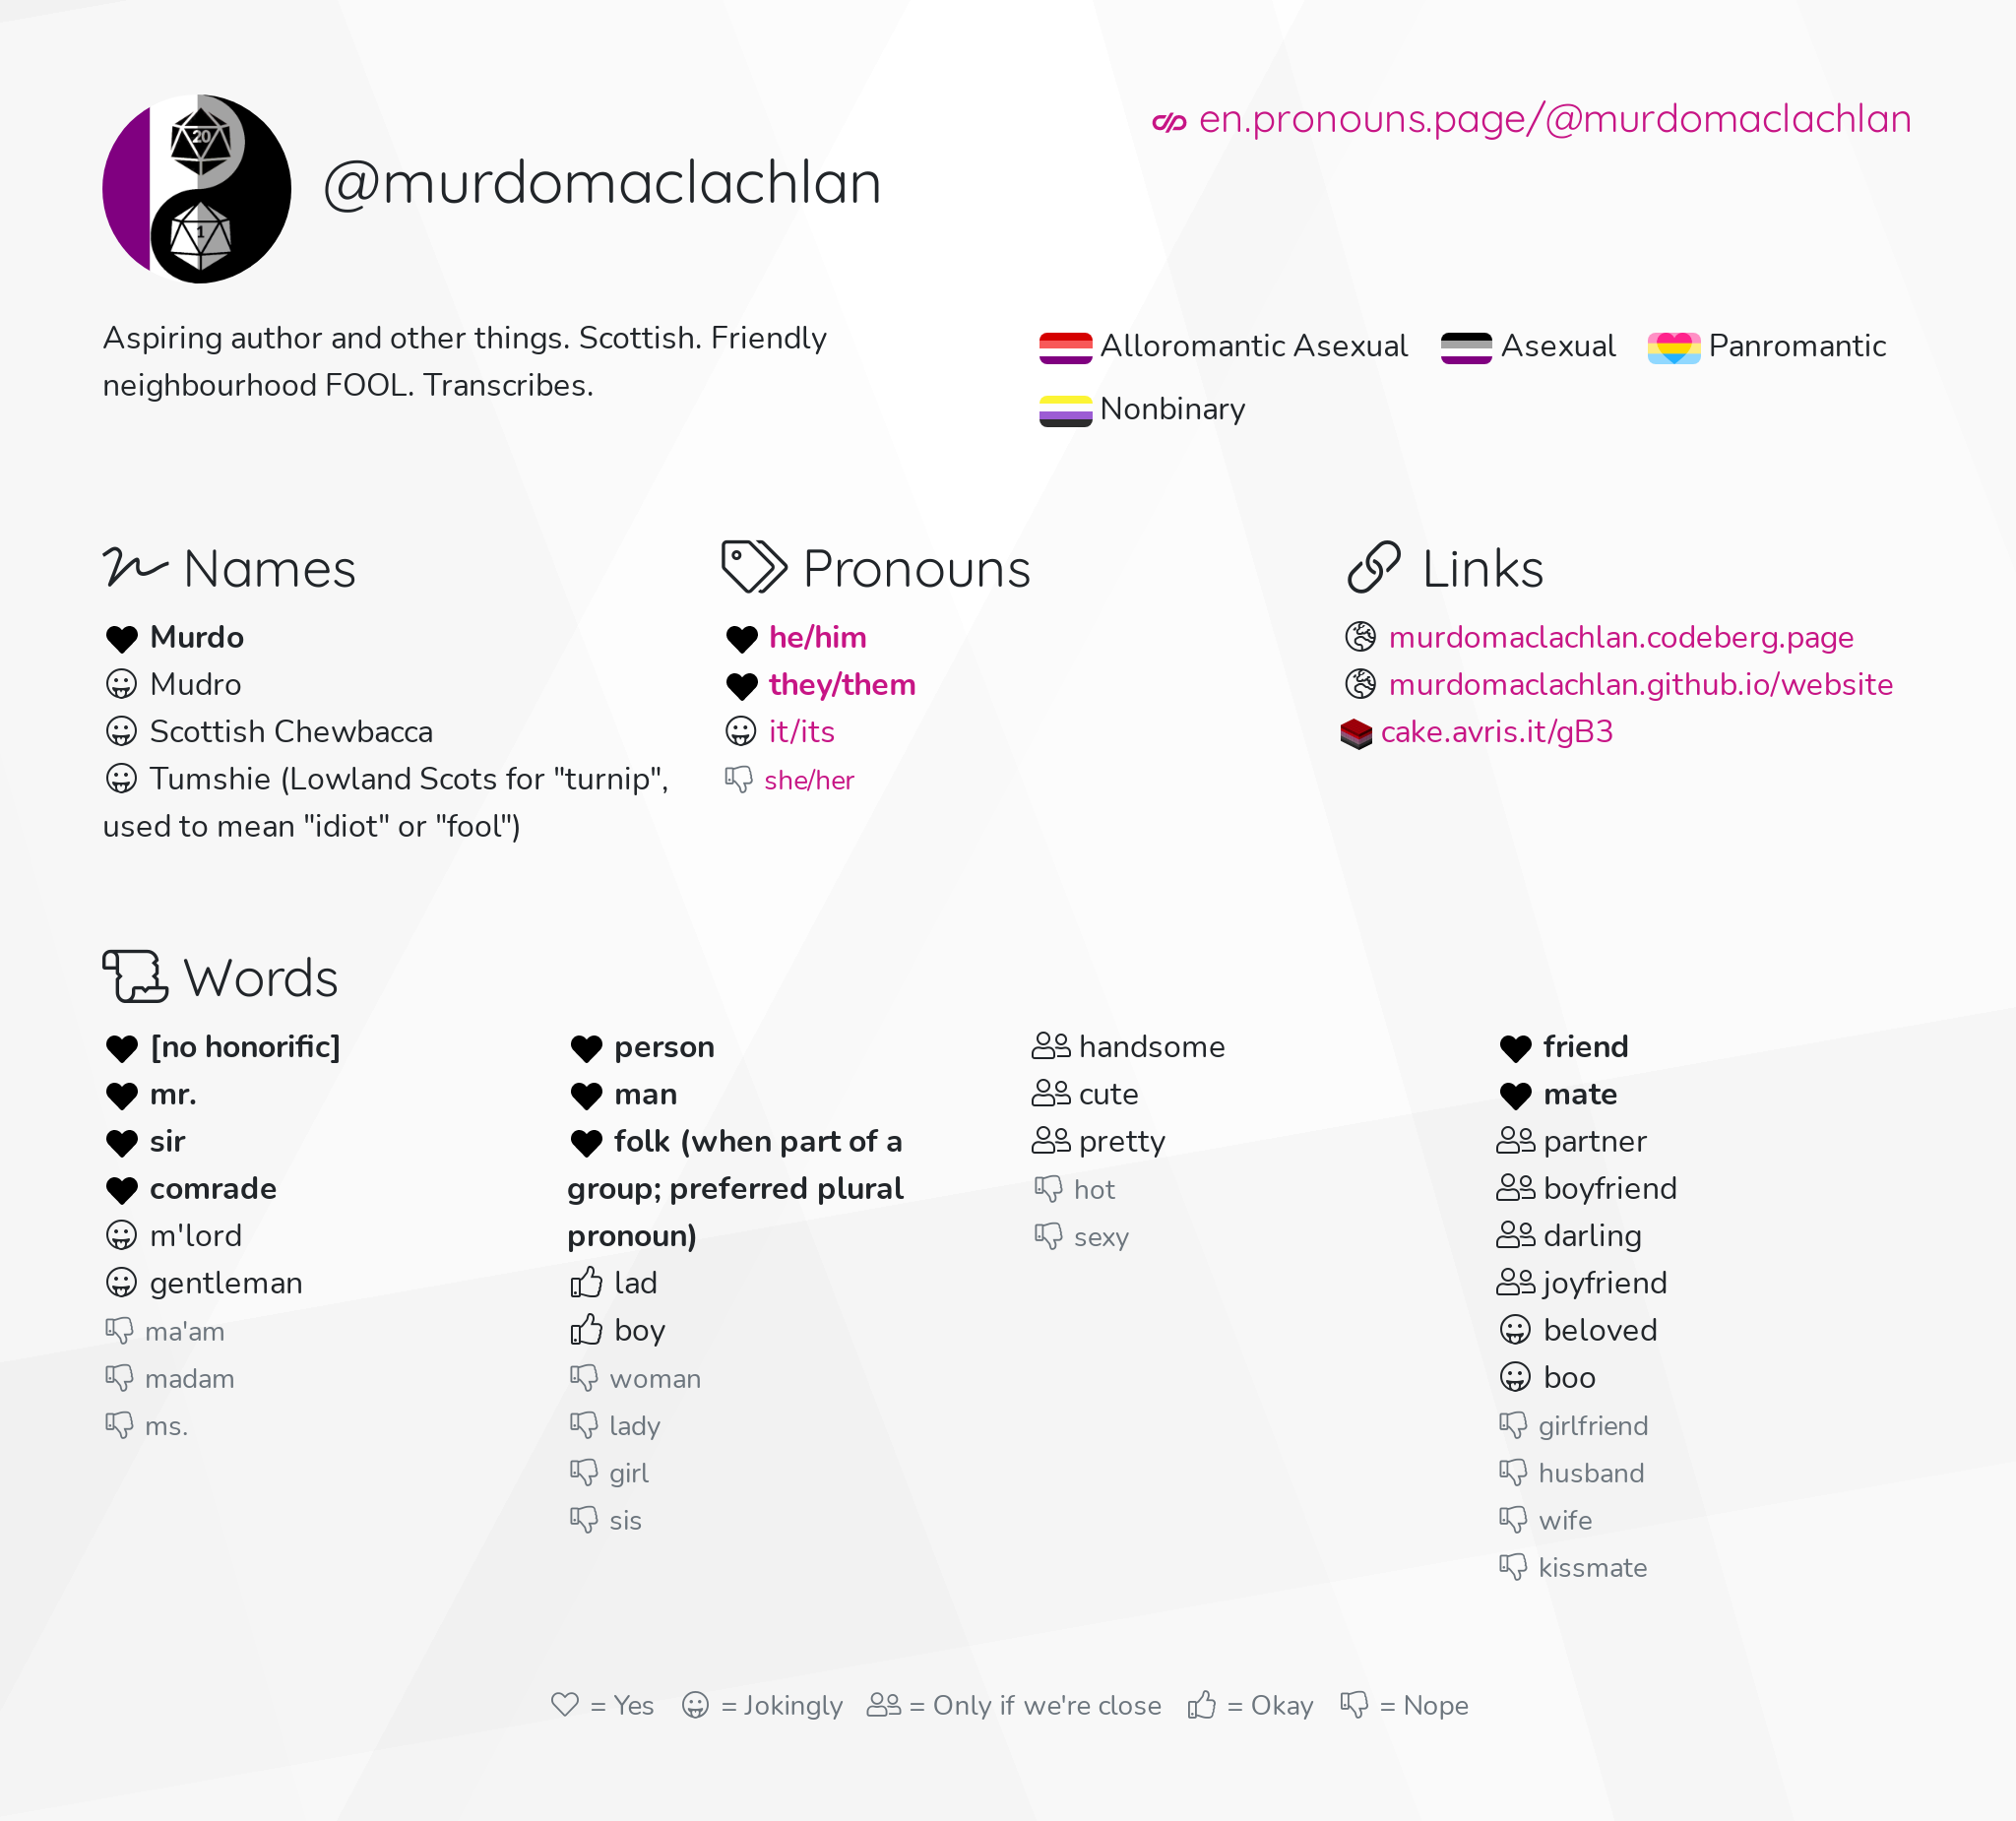 en.pronouns.page/@murdomaclachlan
20
1
@murdomaclachlan
Aspiring author and other things. Scottish. Friendly
neighbourhood FOOL. Transcribes.
Alloromantic Asexual Asexual Panromantic
Nonbinary
Names
Murdo
Mudro
Scottish Chewbacca
Tumshie (Lowland Scots for "turnip",
used to mean "idiot" or "fool")
Pronouns
he/him
they/them
it/its
she/her
Links
murdomaclachlan.codeberg.page
murdomaclachlan.github.io/website
cake.avris.it/gB3
Words
[no honorific]
mr.
sir
comrade
m'lord
gentleman
ma'am
madam
ms.
person
man
folk (when part of a
group; preferred plural
pronoun)
lad
boy
woman
lady
girl
sis
handsome
cute
pretty
hot
sexy
friend
mate
partner
boyfriend
darling
joyfriend
beloved
boo
girlfriend
husband
wife
kissmate
= Yes = Jokingly = Only if we're close = Okay = Nope